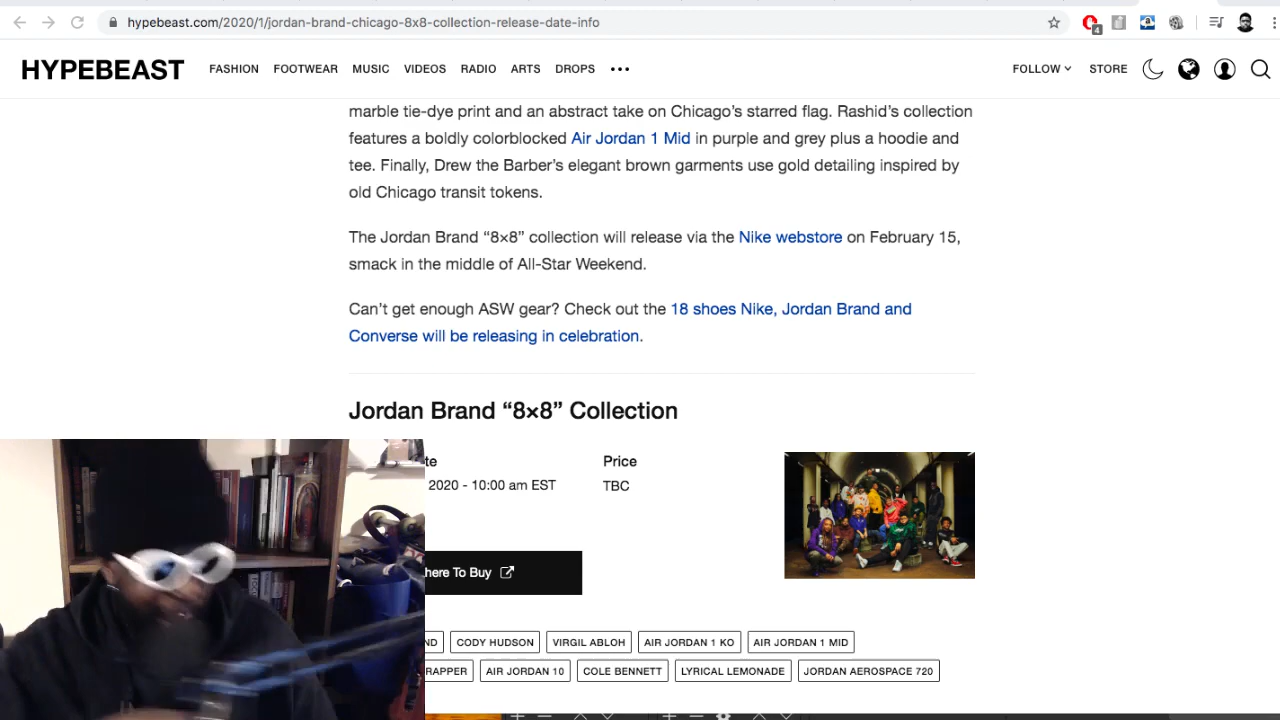 hypebeast.com/2020/1/jordan-brand-chicago-8x8-collection-release-date-info
4
HYPEBEAST FASHION FOOTWEAR MUSIC VIDEOS RADIO ARTS DROPS ••• FOLLOW STORE
marble tie-dye print and an abstract take on Chicago’s starred flag. Rashid’s collection
features a boldly colorblocked Air Jordan 1 Mid in purple and grey plus a hoodie and
tee. Finally, Drew the Barber’s elegant brown garments use gold detailing inspired by
old Chicago transit tokens.
The Jordan Brand “8×8” collection will release via the Nike webstore on February 15,
smack in the middle of All-Star Weekend.
Can’t get enough ASW gear? Check out the 18 shoes Nike, Jordan Brand and
Converse will be releasing in celebration.
Jordan Brand “8×8” Collection
te Price
2020 - 10:00 am EST TBC
here To Buy
ND CODY HUDSON VIRGIL ABLOH AIR JORDAN 1 KO AIR JORDAN 1 MID
RAPPER AIR JORDAN 10 COLE BENNETT LYRICAL LEMONADE JORDAN AEROSPACE 720